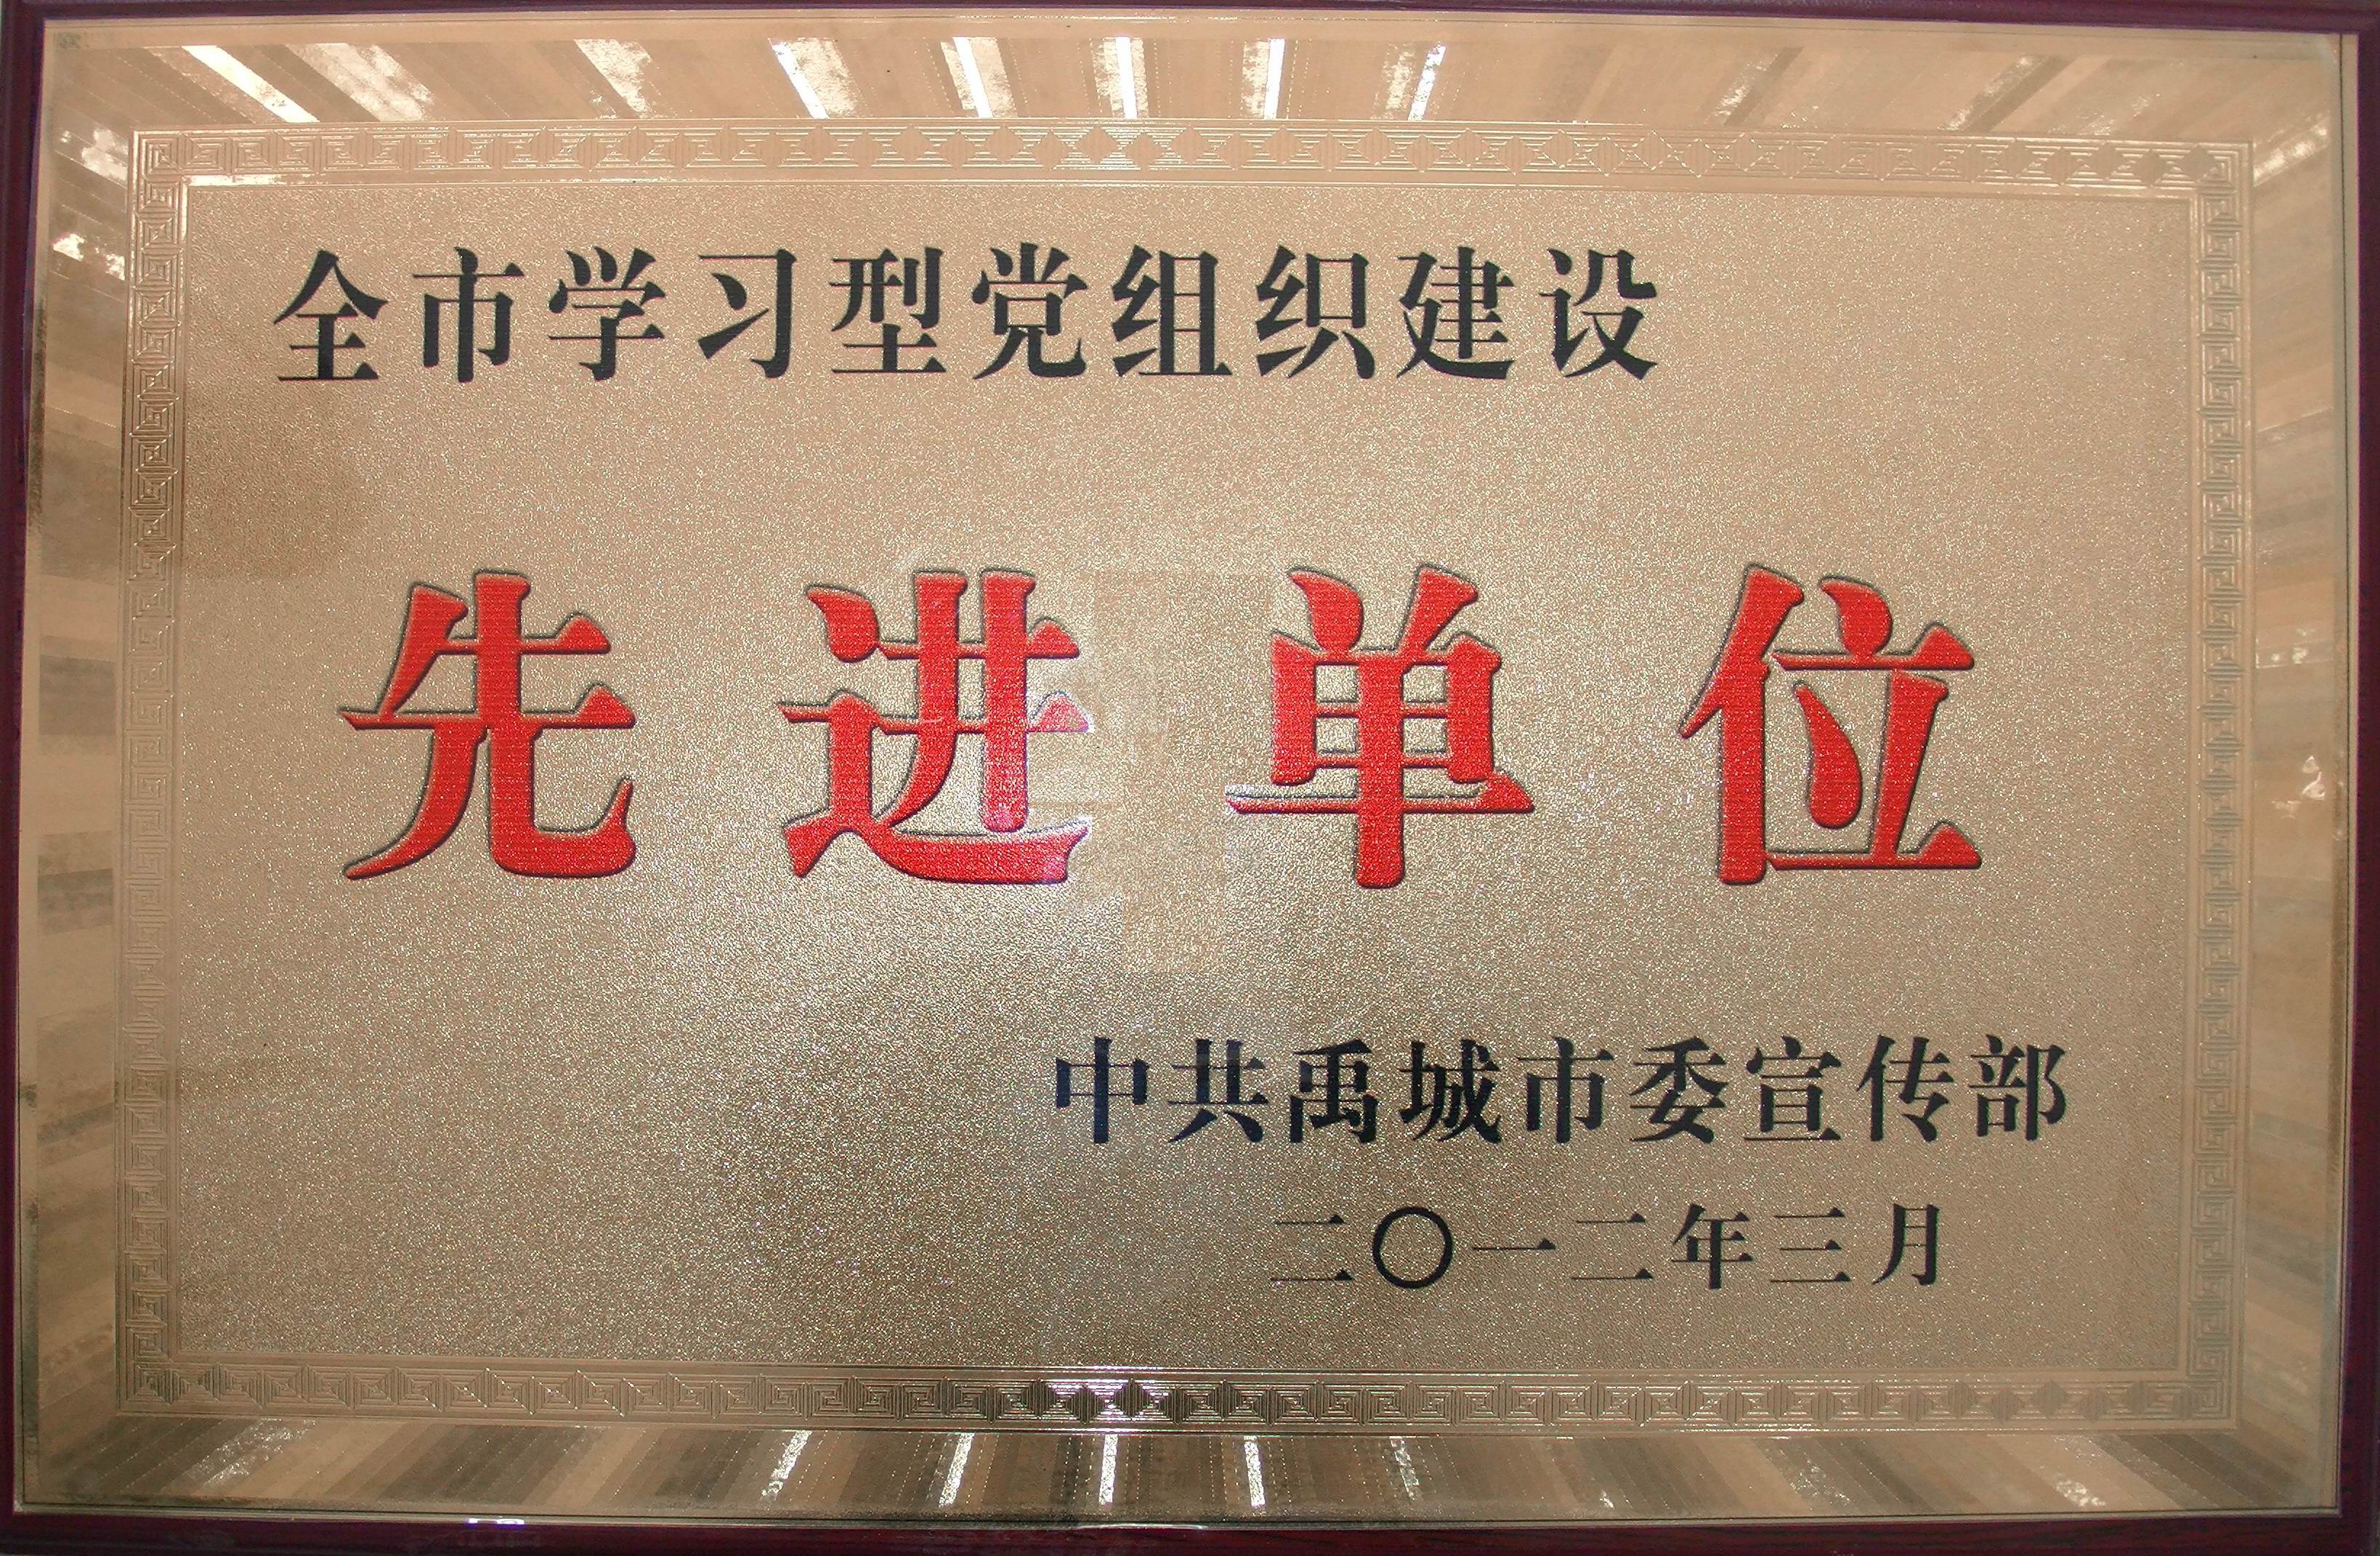 全市学习型党组织建设
先进单位
中共禹城市委宣传部
二〇一二年三月